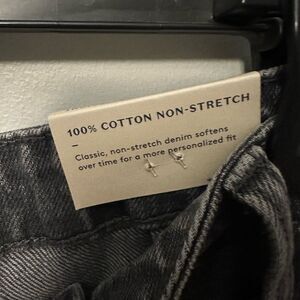 100% COTTON NON-STRETCH
–
Classic, non-stretch denim softens
over time for a more personalized fit